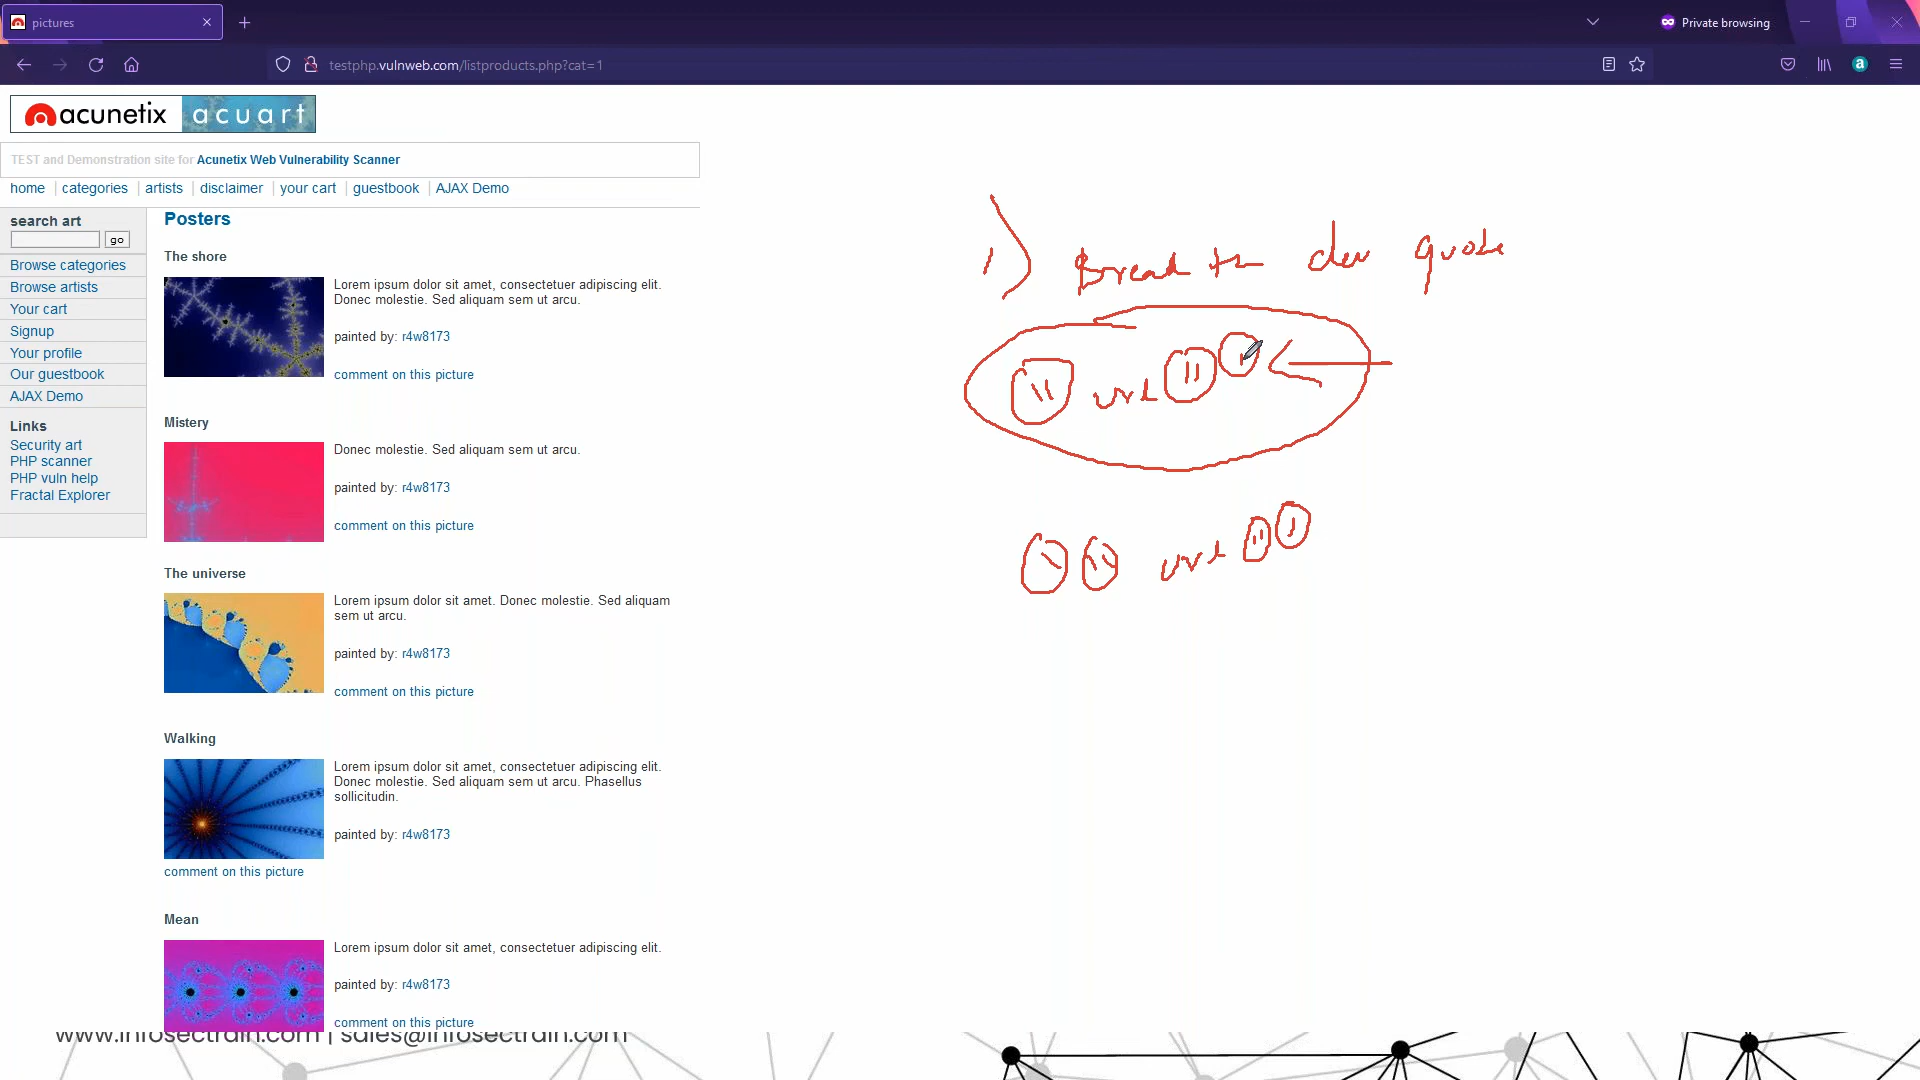 pictures
Private browsing
testphp.vulnweb.com/listproducts.php?cat=1
acunetix acuart
TEST and Demonstration site for Acunetix Web Vulnerability Scanner
home categories artists disclaimer your cart guestbook AJAX Demo
search art
go
Browse categories
Browse artists
Your cart
Signup
Your profile
Our guestbook
AJAX Demo
Links
Security art
PHP scanner
PHP vuln help
Fractal Explorer
Posters
The shore
Lorem ipsum dolor sit amet, consectetuer adipiscing elit.
Donec molestie. Sed aliquam sem ut arcu.
painted by: r4w8173
comment on this picture
Mistery
Donec molestie. Sed aliquam sem ut arcu.
painted by: r4w8173
comment on this picture
The universe
Lorem ipsum dolor sit amet. Donec molestie. Sed aliquam
sem ut arcu.
painted by: r4w8173
comment on this picture
Walking
Lorem ipsum dolor sit amet, consectetuer adipiscing elit.
Donec molestie. Sed aliquam sem ut arcu. Phasellus
sollicitudin.
painted by: r4w8173
comment on this picture
Mean
Lorem ipsum dolor sit amet, consectetuer adipiscing elit.
painted by: r4w8173
comment on this picture
1) dev quote
www.infosectrain.com | sales@infosectrain.com